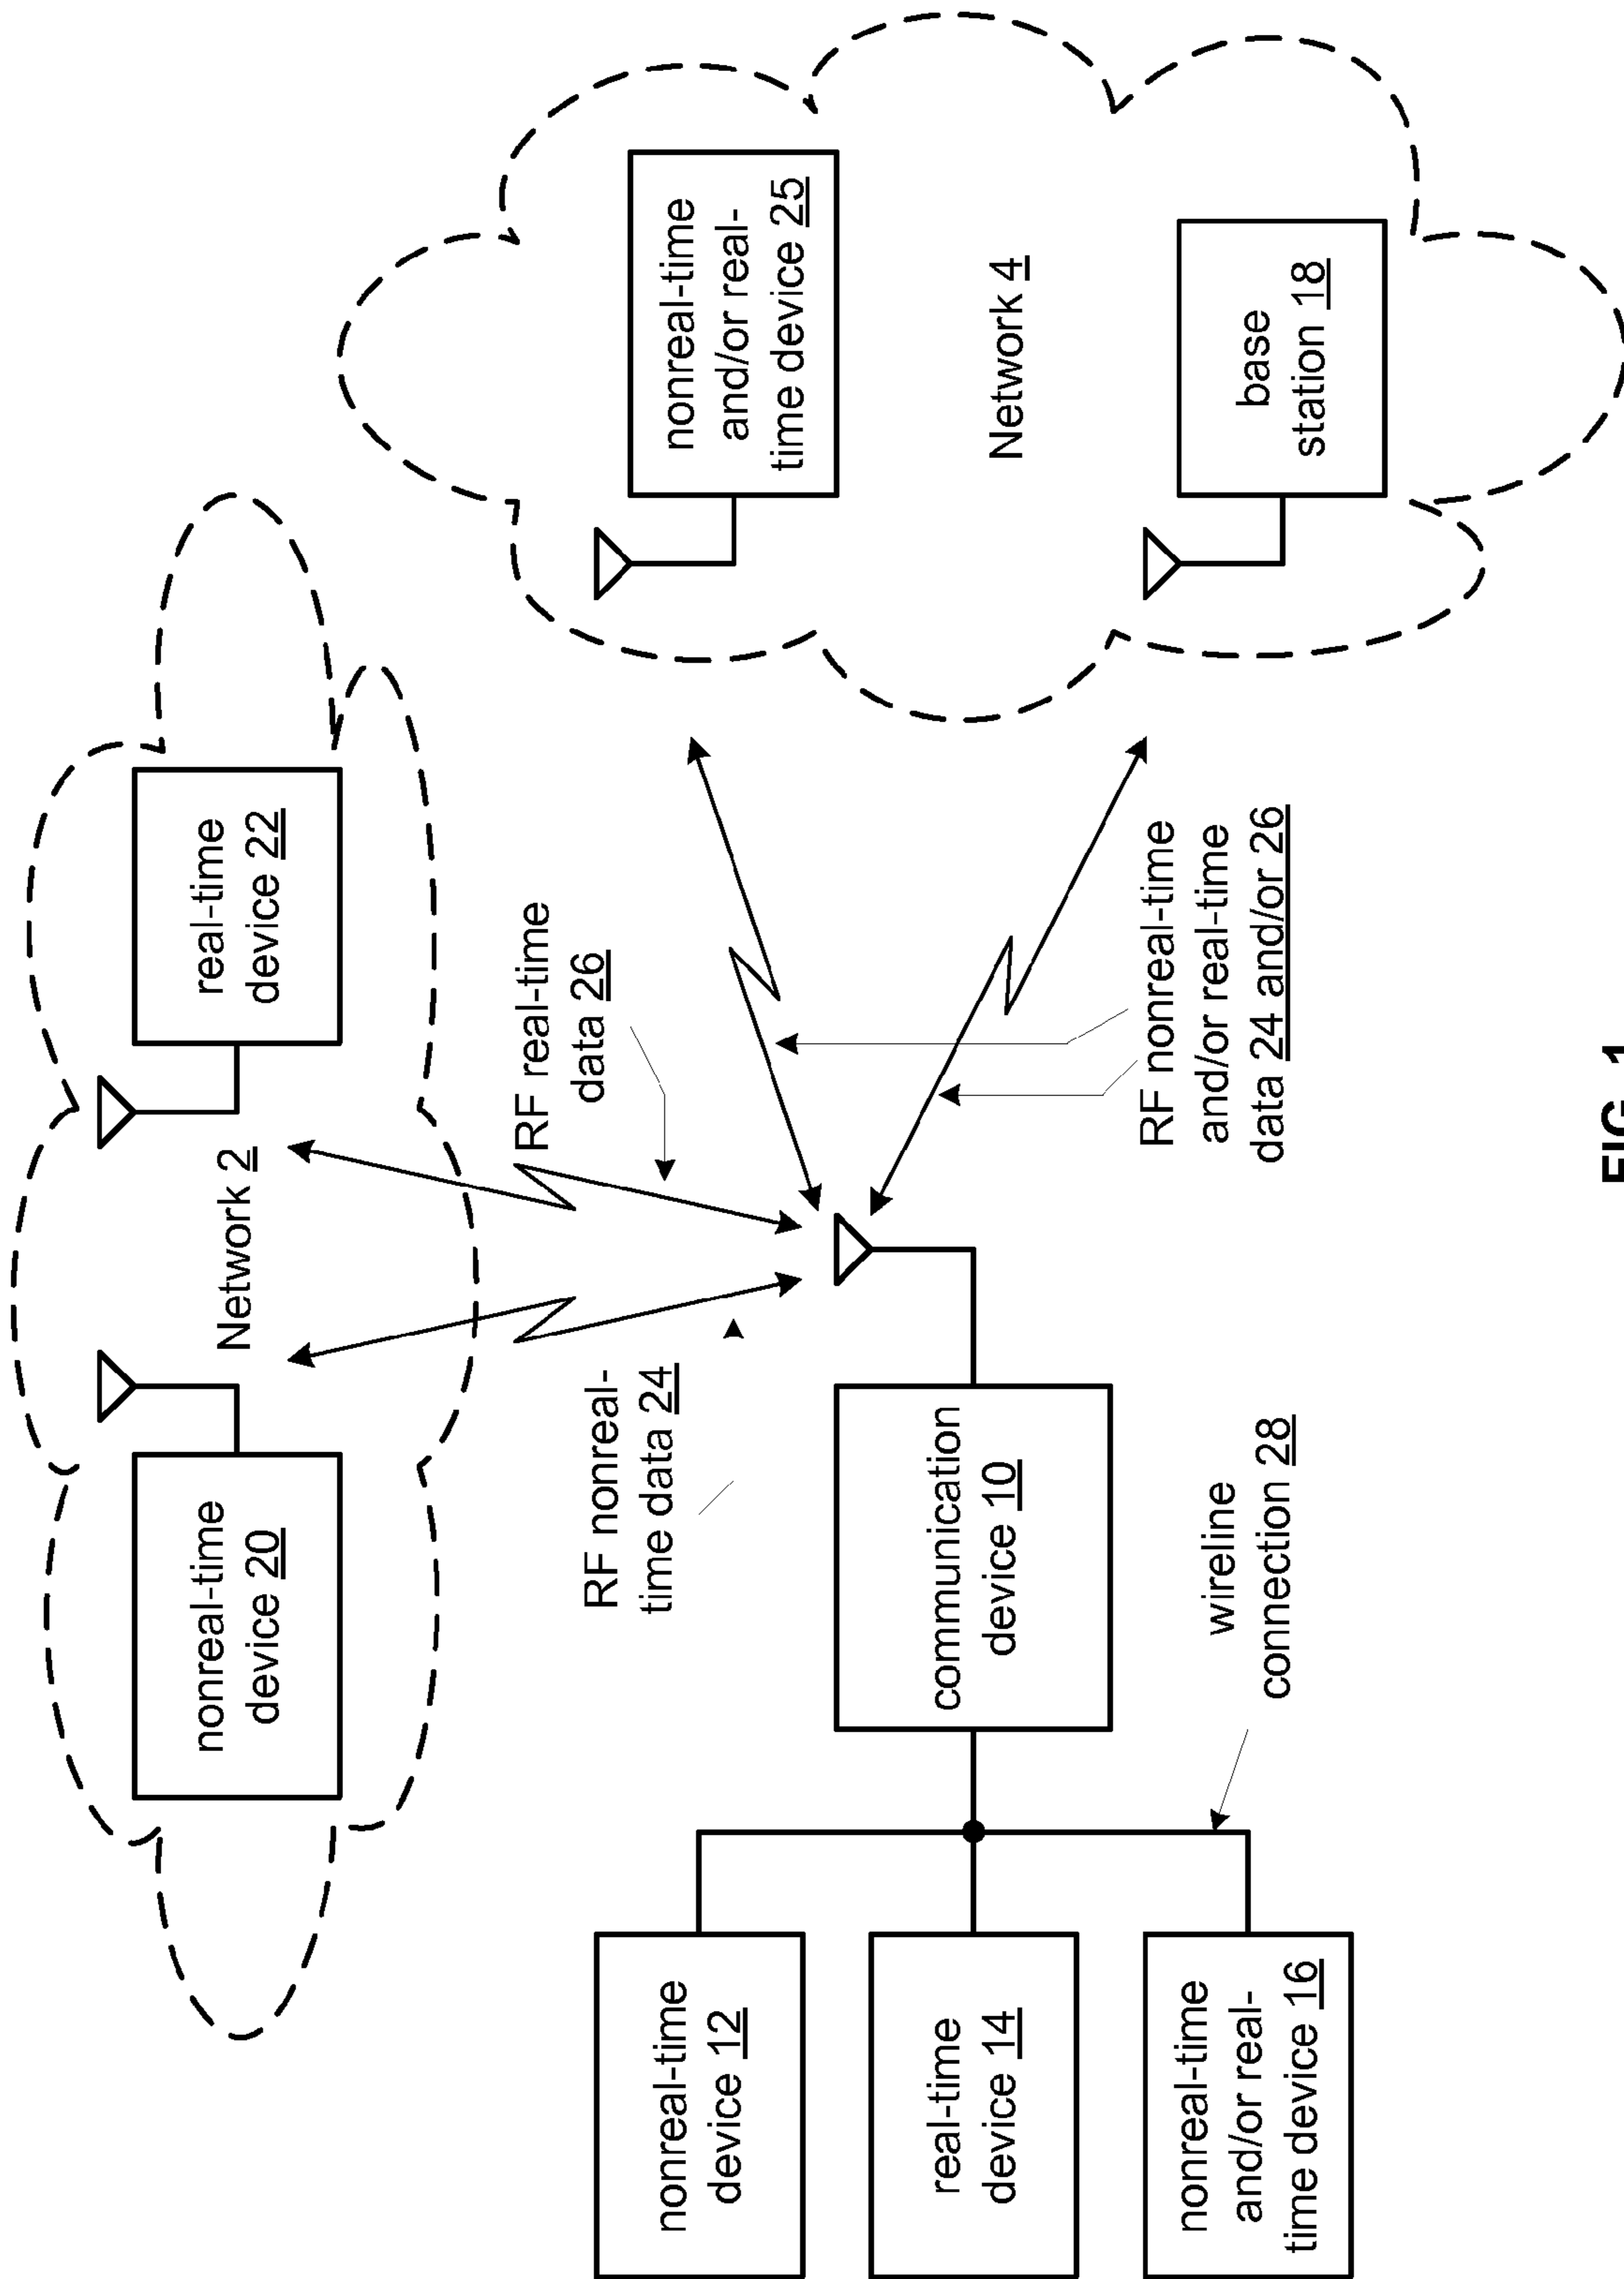 nonreal-time
device 20
Network 2
real-time
device 22
RF nonreal-
time data 24
RF real-time
data 26
nonreal-time
and/or real-
time device 25
Network 4
base
station 18
nonreal-time
device 12
real-time
device 14
nonreal-time
and/or real-
time device 16
communication
device 10
wireline
connection 28
RF nonreal-time
and/or real-time
data 24 and/or 26
FIG. 1